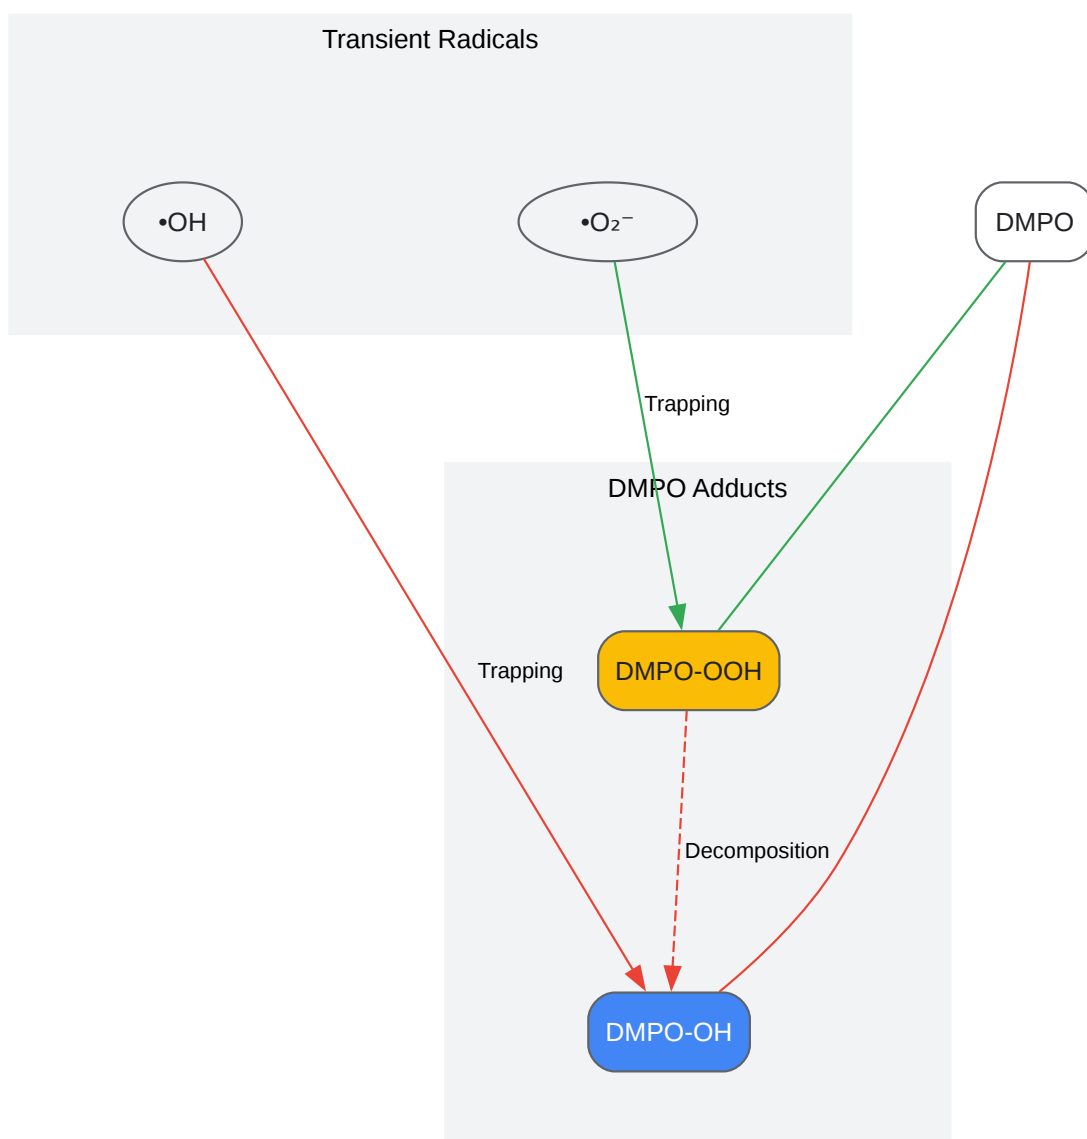 Transient Radicals
•OH
•O₂⁻
DMPO
Trapping
DMPO Adducts
Trapping
DMPO-OOH
Decomposition
DMPO-OH